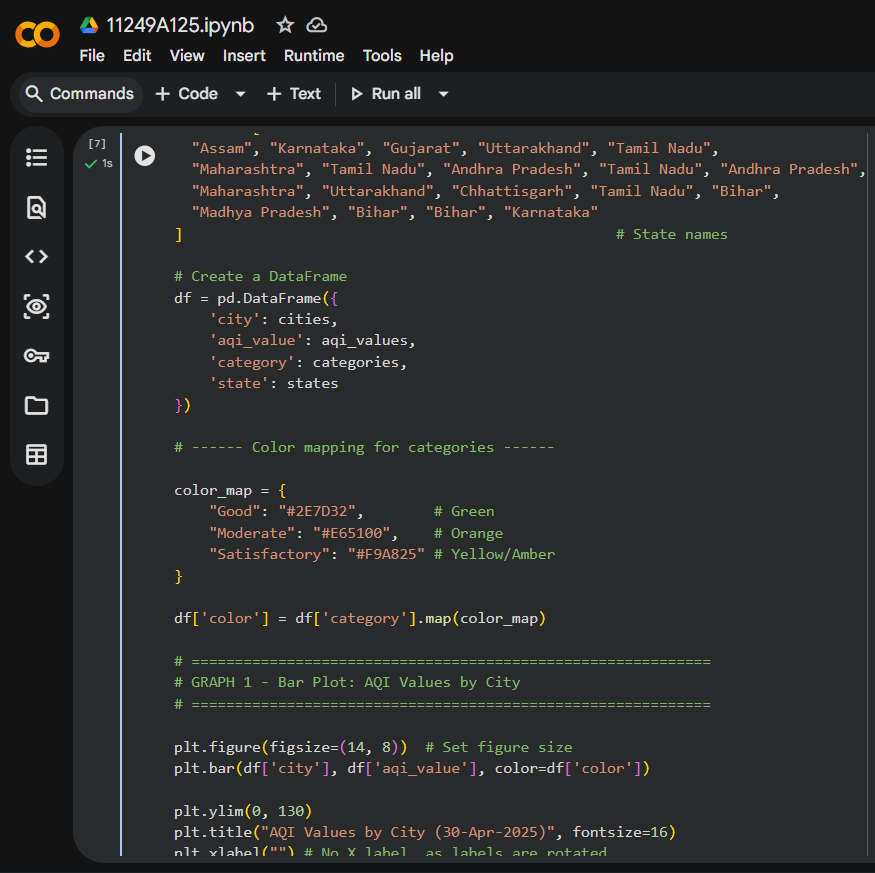 CO 11249A125.ipynb
File Edit View Insert Runtime Tools Help
Commands + Code + Text Run all
[7]
1s
"Assam", "Karnataka", "Gujarat", "Uttarakhand", "Tamil Nadu",
"Maharashtra", "Tamil Nadu", "Andhra Pradesh", "Tamil Nadu", "Andhra Pradesh",
"Maharashtra", "Uttarakhand", "Chhattisgarh", "Tamil Nadu", "Bihar",
"Madhya Pradesh", "Bihar", "Bihar", "Karnataka"
] # State names
# Create a DataFrame
df = pd.DataFrame({
'city': cities,
'aqi_value': aqi_values,
'category': categories,
'state': states
})
# ------ Color mapping for categories ------
color_map = {
"Good": "#2E7D32", # Green
"Moderate": "#E65100", # Orange
"Satisfactory": "#F9A825" # Yellow/Amber
}
df['color'] = df['category'].map(color_map)
# ============================================================
# GRAPH 1 - Bar Plot: AQI Values by City
# ============================================================
plt.figure(figsize=(14, 8)) # Set figure size
plt.bar(df['city'], df['aqi_value'], color=df['color'])
plt.ylim(0, 130)
plt.title("AQI Values by City (30-Apr-2025)", fontsize=16)
plt.xlabel("") # No X label, as labels are rotated